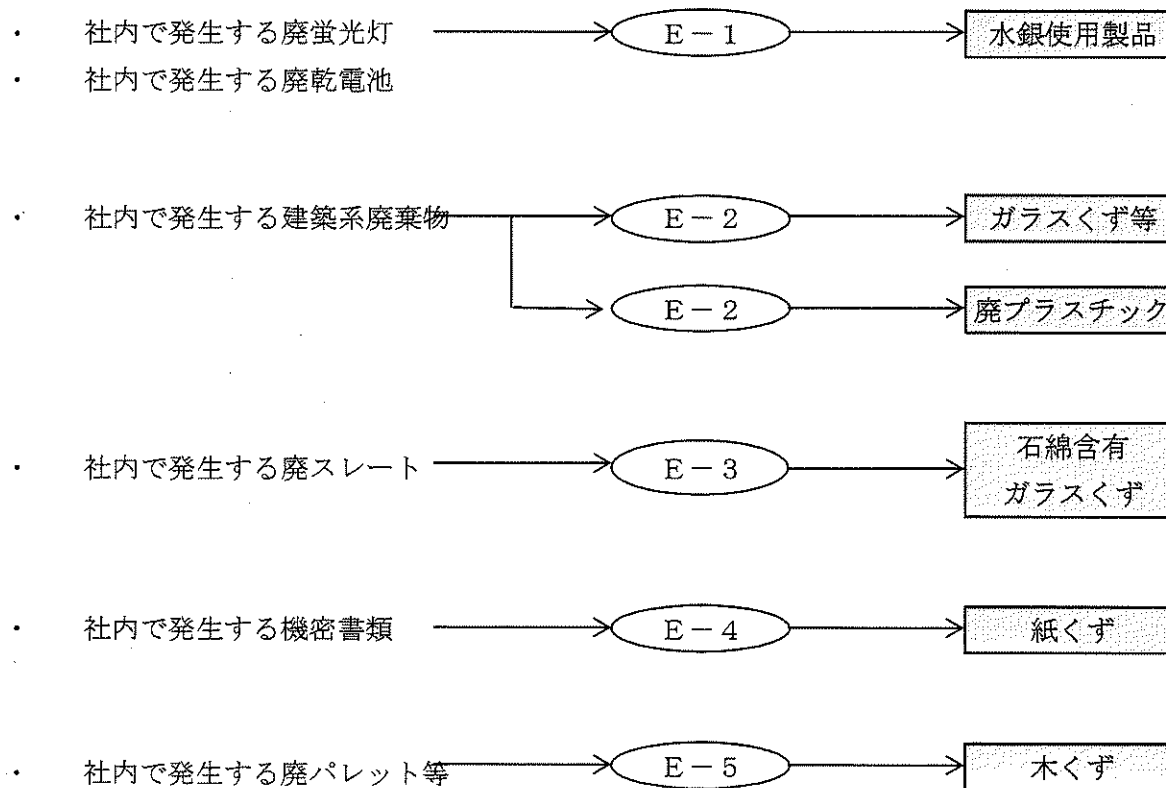 ・ 社内で発生する廃蛍光灯 E－1 水銀使用製品
・ 社内で発生する廃乾電池
・ 社内で発生する建築系廃棄物 E－2 ガラスくず等
E－2 廃プラスチック
・ 社内で発生する廃スレート E－3 石綿含有
ガラスくず
・ 社内で発生する機密書類 E－4 紙くず
・ 社内で発生する廃パレット等 E－5 木くず